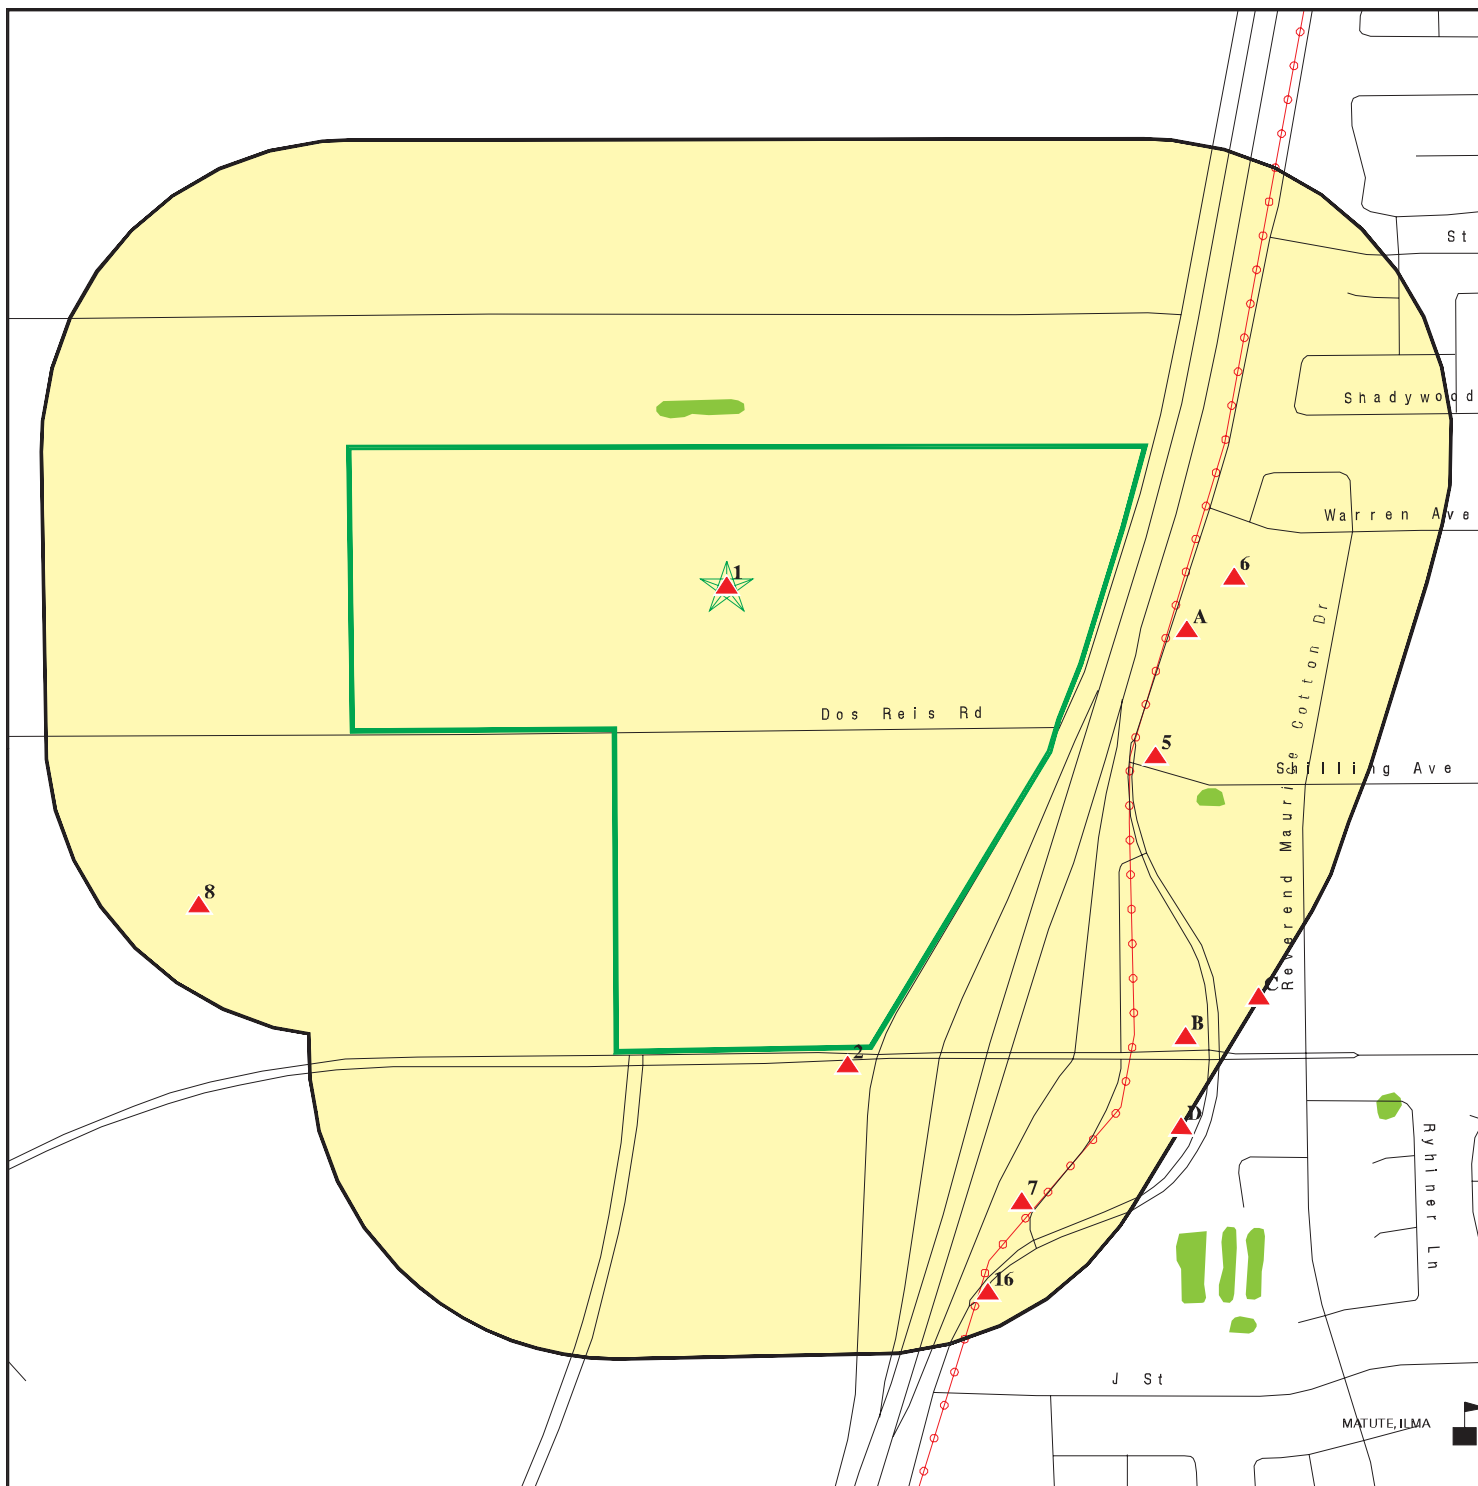 St
Shadywood
Warren Ave
6
1
A
Reverend Maurice Cotton Dr
Dos Reis Rd
5
Shilling Ave
8
C
B
2
D
Ryhiner Ln
7
16
J St
MATUTE, ILMA